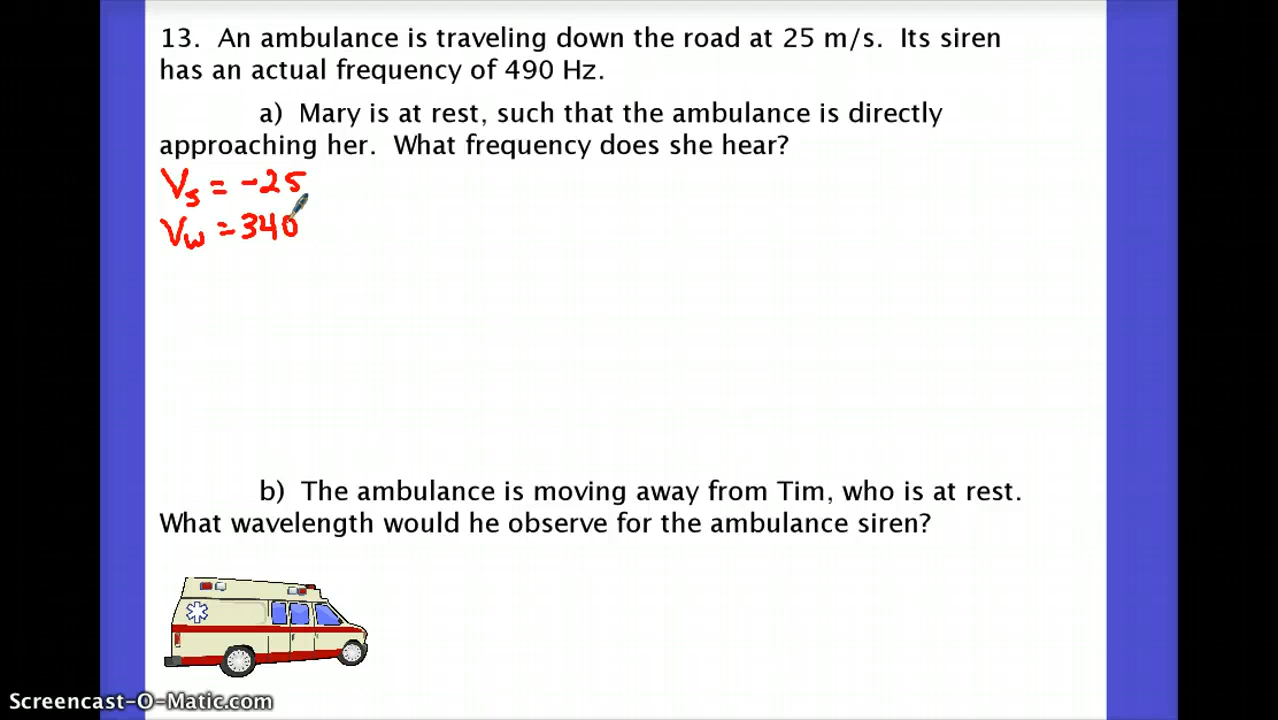 13. An ambulance is traveling down the road at 25 m/s. Its siren
has an actual frequency of 490 Hz.
a) Mary is at rest, such that the ambulance is directly
approaching her. What frequency does she hear?
Vs = -25
Vw = 340
b) The ambulance is moving away from Tim, who is at rest.
What wavelength would he observe for the ambulance siren?
Screencast-O-Matic.com